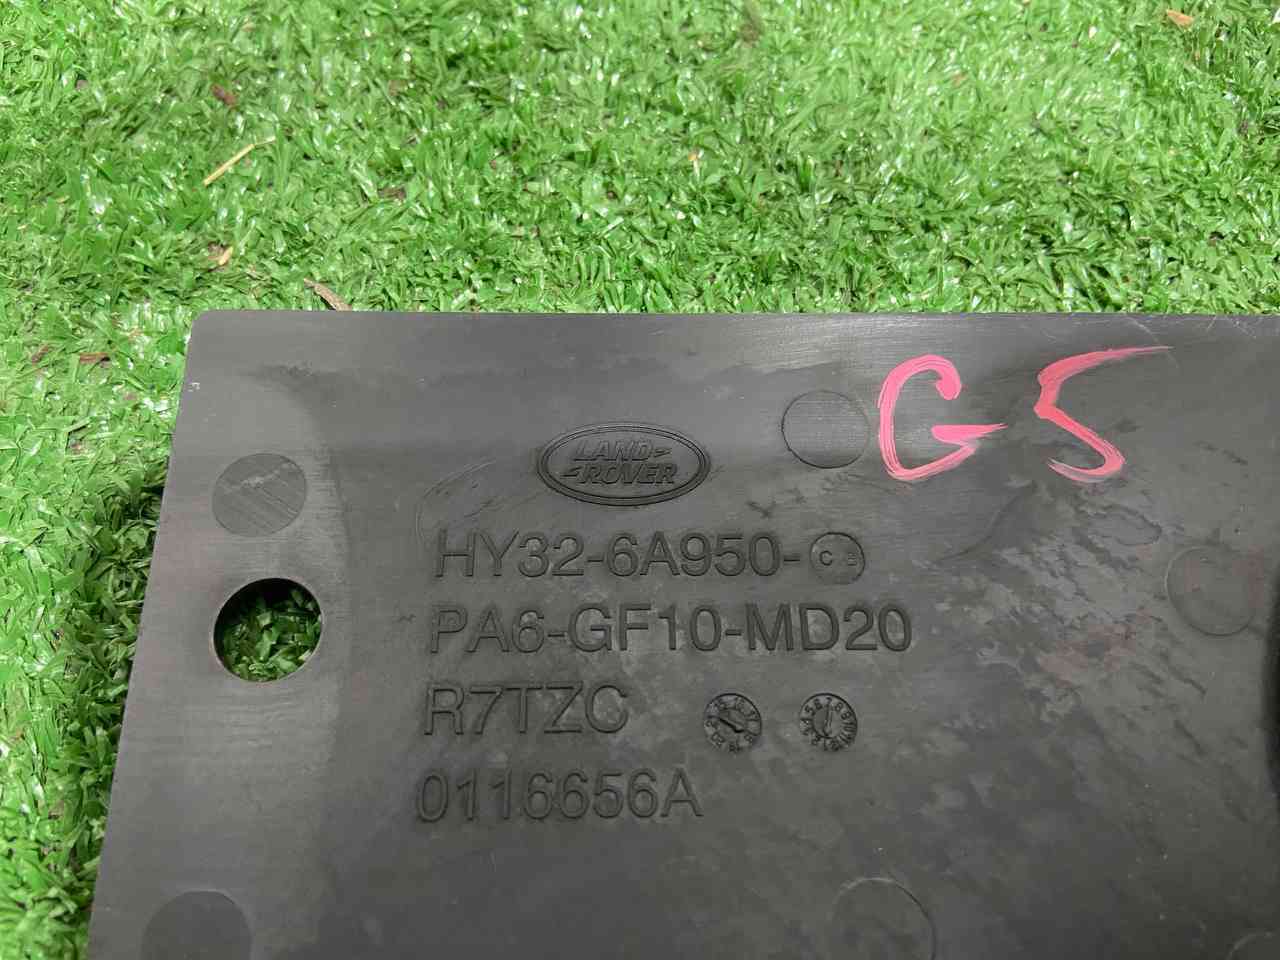 G5
LAND
ROVER
HY32-6A950-
PA6-GF10-MD20
R7TZC
0116656A